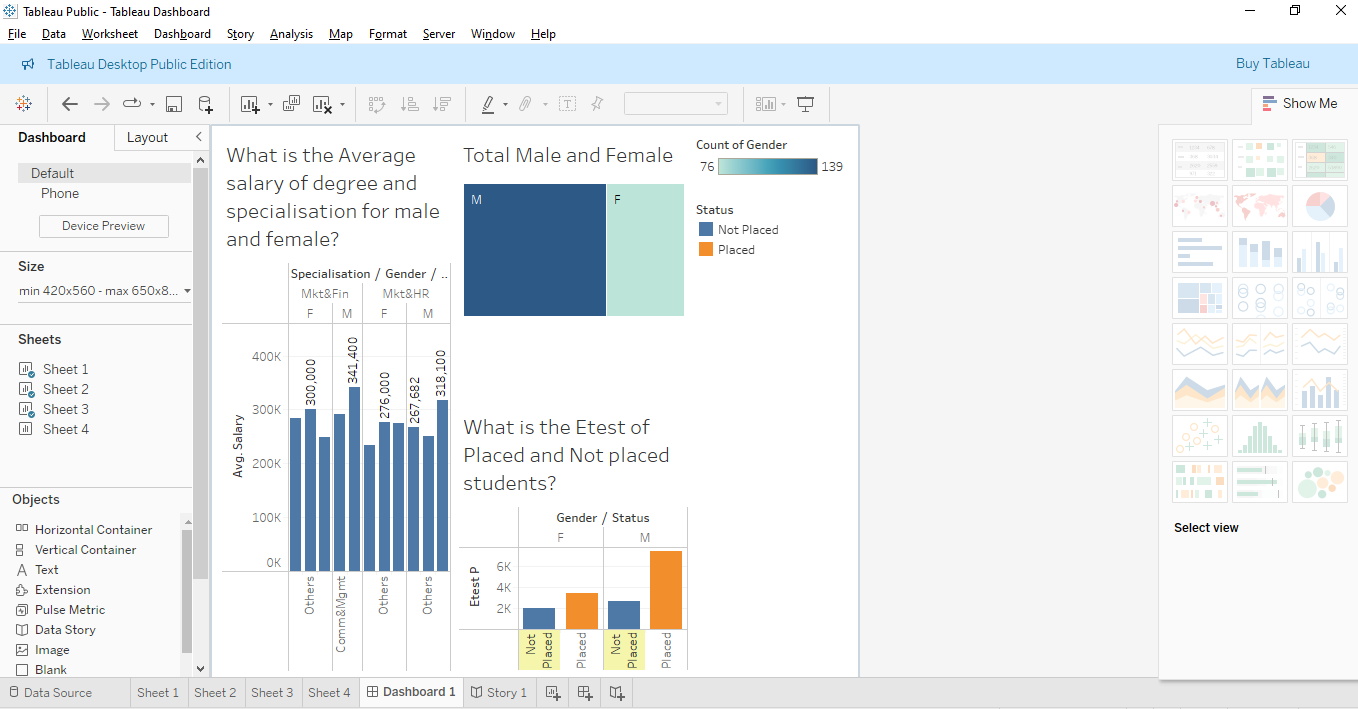 Tableau Public - Tableau Dashboard
File Data Worksheet Dashboard Story Analysis Map Format Server Window Help
Tableau Desktop Public Edition
Buy Tableau
Show Me
Dashboard
Layout
Default
Phone
Device Preview
Size
min 420x560 - max 650x8...
Sheets
Sheet 1
Sheet 2
Sheet 3
Sheet 4
Objects
Horizontal Container
Vertical Container
Text
Extension
Pulse Metric
Data Story
Image
Blank
What is the Average
salary of degree and
specialisation for male
and female?
Specialisation / Gender / ..
Mkt&Fin Mkt&HR
F M F M
Avg. Salary
400K
300K
200K
100K
0K
300,000
341,400
276,000
267,682
318,100
Others
Comm&Mgmt
Others
Others
Total Male and Female
M
F
Count of Gender
76 139
Status
Not Placed
Placed
What is the Etest of
Placed and Not placed
students?
Gender / Status
F M
Etest P
6K
4K
2K
Not
Placed
Placed
Not
Placed
Placed
Select view
Data Source Sheet 1 Sheet 2 Sheet 3 Sheet 4 Dashboard 1 Story 1